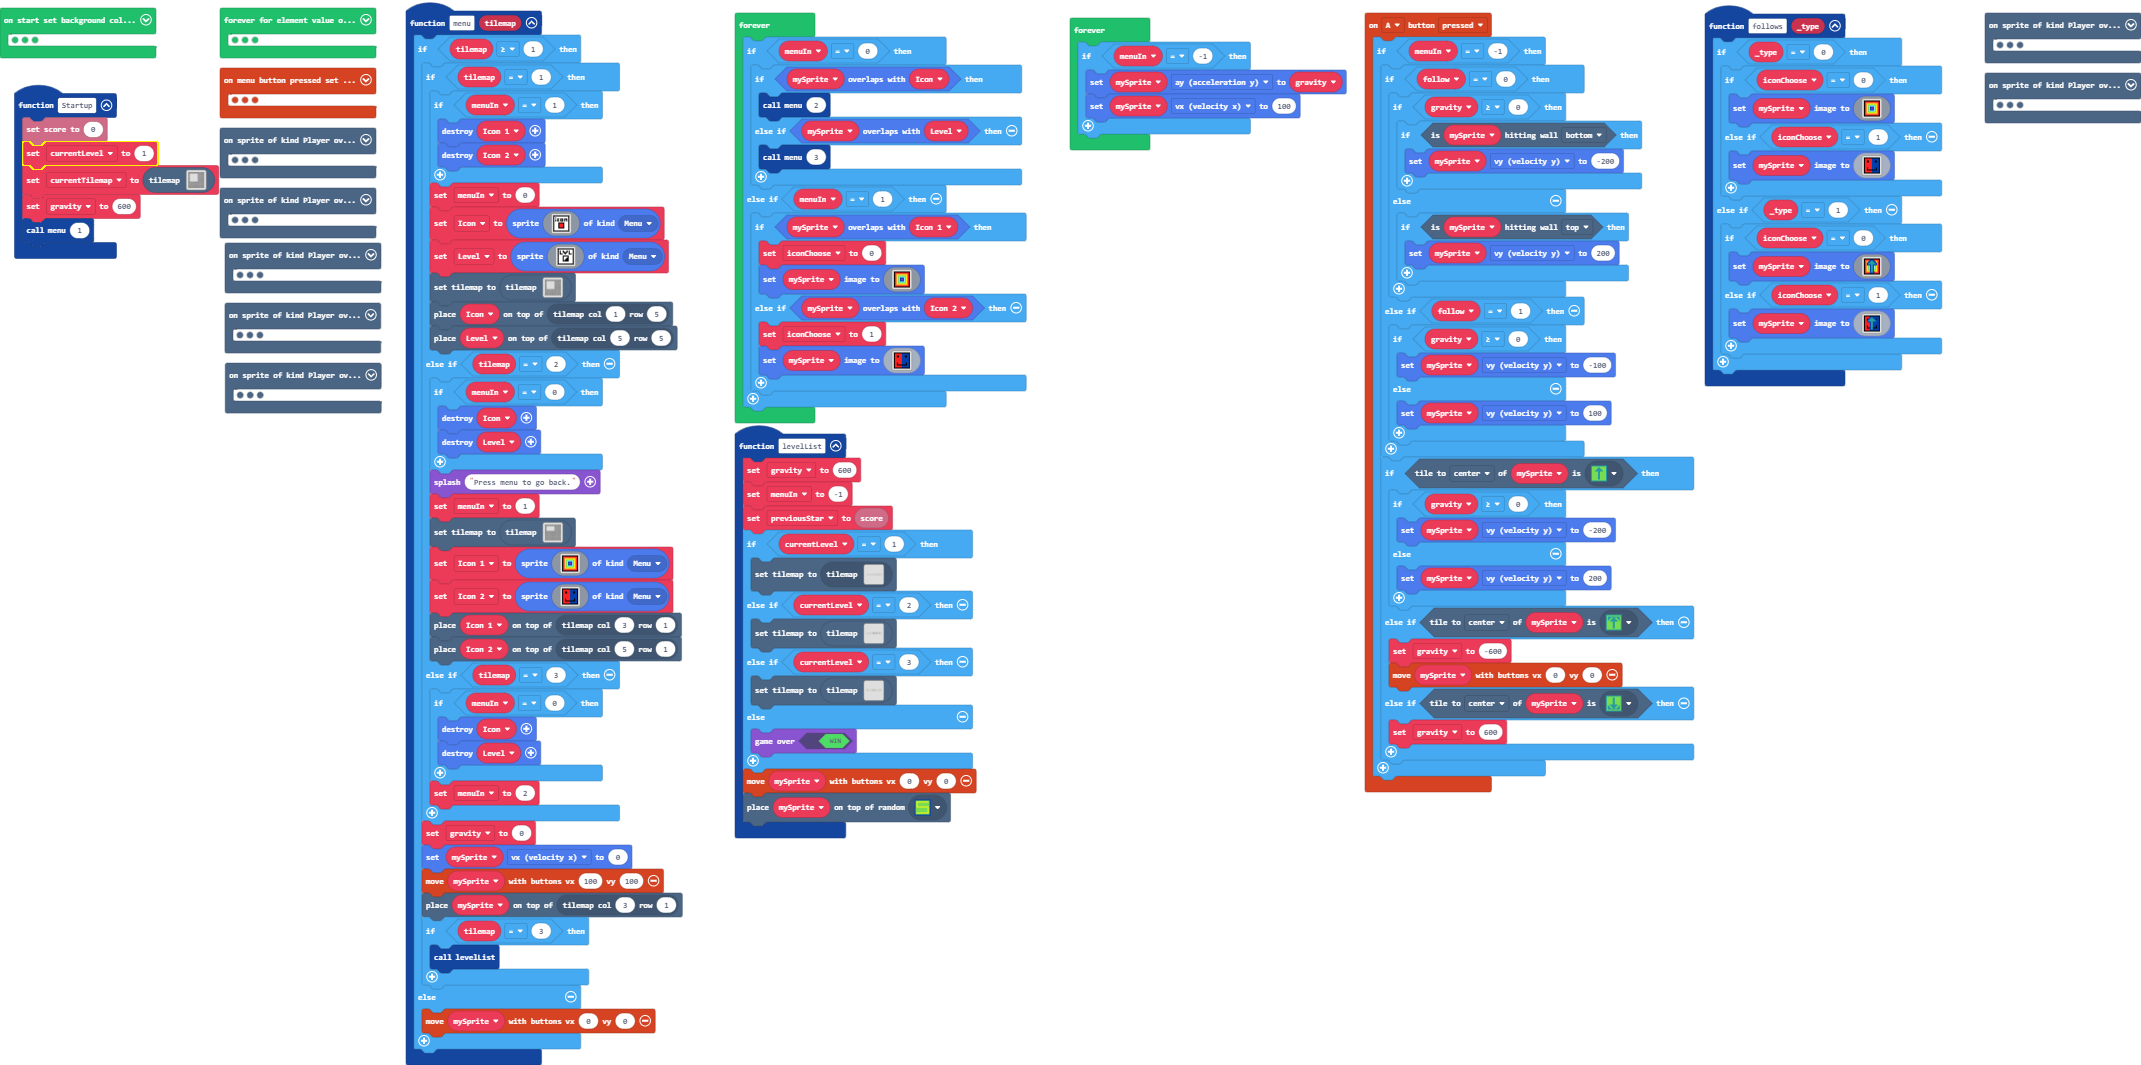 on start set background col...
function Startup
set score to 0
set currentLevel to 1
set currentTilemap to tilemap
set gravity to 600
call menu 1
forever for element value o...
on menu button pressed set ...
on sprite of kind Player ov...
on sprite of kind Player ov...
on sprite of kind Player ov...
on sprite of kind Player ov...
on sprite of kind Player ov...
function menu tilemap
if tilemap ≥ 1 then
if tilemap = 1 then
if menuIn = 1 then
destroy Icon 1
destroy Icon 2
set menuIn to 0
set Icon to sprite of kind Menu
set Level to sprite of kind Menu
set tilemap to tilemap
place Icon on top of tilemap col 1 row 5
place Level on top of tilemap col 5 row 5
else if tilemap = 2 then
if menuIn = 0 then
destroy Icon
destroy Level
splash "Press menu to go back."
set menuIn to 1
set tilemap to tilemap
set Icon 1 to sprite of kind Menu
set Icon 2 to sprite of kind Menu
place Icon 1 on top of tilemap col 3 row 1
place Icon 2 on top of tilemap col 5 row 1
else if tilemap = 3 then
if menuIn = 0 then
destroy Icon
destroy Level
set menuIn to 2
set gravity to 0
set mySprite vx (velocity x) to 0
move mySprite with buttons vx 100 vy 100
place mySprite on top of tilemap col 3 row 1
if tilemap = 3 then
call levelList
else
move mySprite with buttons vx 0 vy 0
forever
if menuIn = 0 then
if mySprite overlaps with Icon then
call menu 2
else if mySprite overlaps with Level then
call menu 3
else if menuIn = 1 then
if mySprite overlaps with Icon 1 then
set iconChoose to 0
set mySprite image to
else if mySprite overlaps with Icon 2 then
set iconChoose to 1
set mySprite image to
function levelList
set gravity to 600
set menuIn to -1
set previousStar to score
if currentLevel = 1 then
set tilemap to tilemap
else if currentLevel = 2 then
set tilemap to tilemap
else if currentLevel = 3 then
set tilemap to tilemap
else
game over WIN
move mySprite with buttons vx 0 vy 0
place mySprite on top of random
forever
if menuIn = -1 then
set mySprite ay (acceleration y) to gravity
set mySprite vx (velocity x) to 100
on A button pressed
if menuIn = -1 then
if follow = 0 then
if gravity ≥ 0 then
if is mySprite hitting wall bottom then
set mySprite vy (velocity y) to -200
else
if is mySprite hitting wall top then
set mySprite vy (velocity y) to 200
else if follow = 1 then
if gravity ≥ 0 then
set mySprite vy (velocity y) to -100
else
set mySprite vy (velocity y) to 100
if tile to center of mySprite is then
if gravity ≥ 0 then
set mySprite vy (velocity y) to -200
else
set mySprite vy (velocity y) to 200
else if tile to center of mySprite is then
set gravity to -600
move mySprite with buttons vx 0 vy 0
else if tile to center of mySprite is then
set gravity to 600
function follows _type
if _type = 0 then
if iconChoose = 0 then
set mySprite image to
else if iconChoose = 1 then
set mySprite image to
else if _type = 1 then
if iconChoose = 0 then
set mySprite image to
else if iconChoose = 1 then
set mySprite image to
on sprite of kind Player ov...
on sprite of kind Player ov...